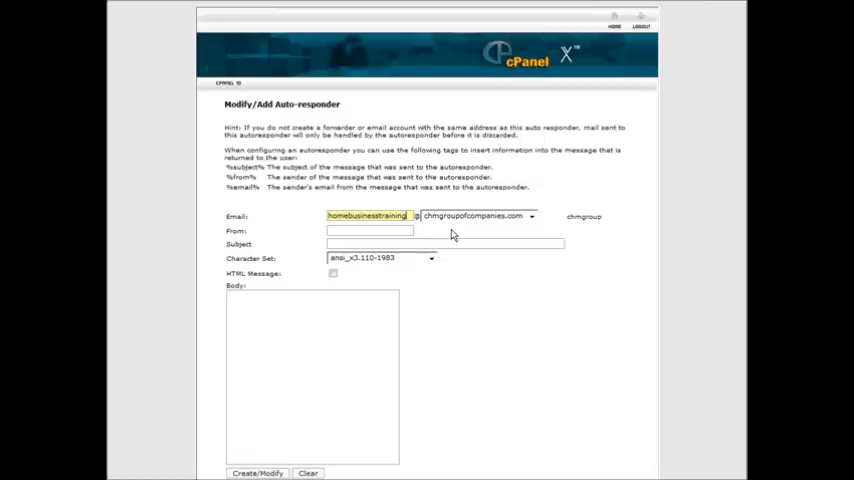 HOME LOGOUT
cPanel X™
CPANEL 10
Modify/Add Auto-responder
Hint: If you do not create a forwarder or email account with the same address as this auto responder, mail sent to
this autoresponder will only be handled by the autoresponder before it is discarded.
When configuring an autoresponder you can use the following tags to insert information into the message that is
returned to the user:
%subject% The subject of the message that was sent to the autoresponder.
%from% The sender of the message that was sent to the autoresponder.
%email% The sender's email from the message that was sent to the autoresponder.
Email: homebusinesstraining @ chmgroupofcompanies.com chmgroup
From:
Subject
Character Set: ansi_x3.110-1983
HTML Message:
Body:
Create/Modify Clear